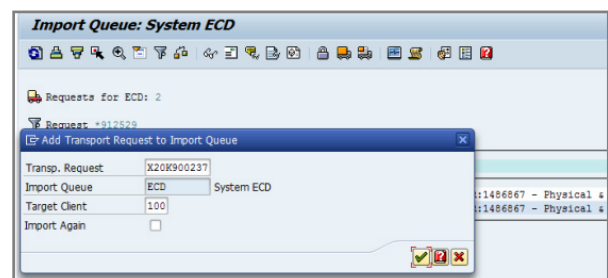 Import Queue: System ECD
Requests for ECD: 2
Request *912529
Add Transport Request to Import Queue
Transp. Request X20K900237
Import Queue ECD System ECD
Target Client 100
Import Again
:1486867 - Physical &
:1486867 - Physical &